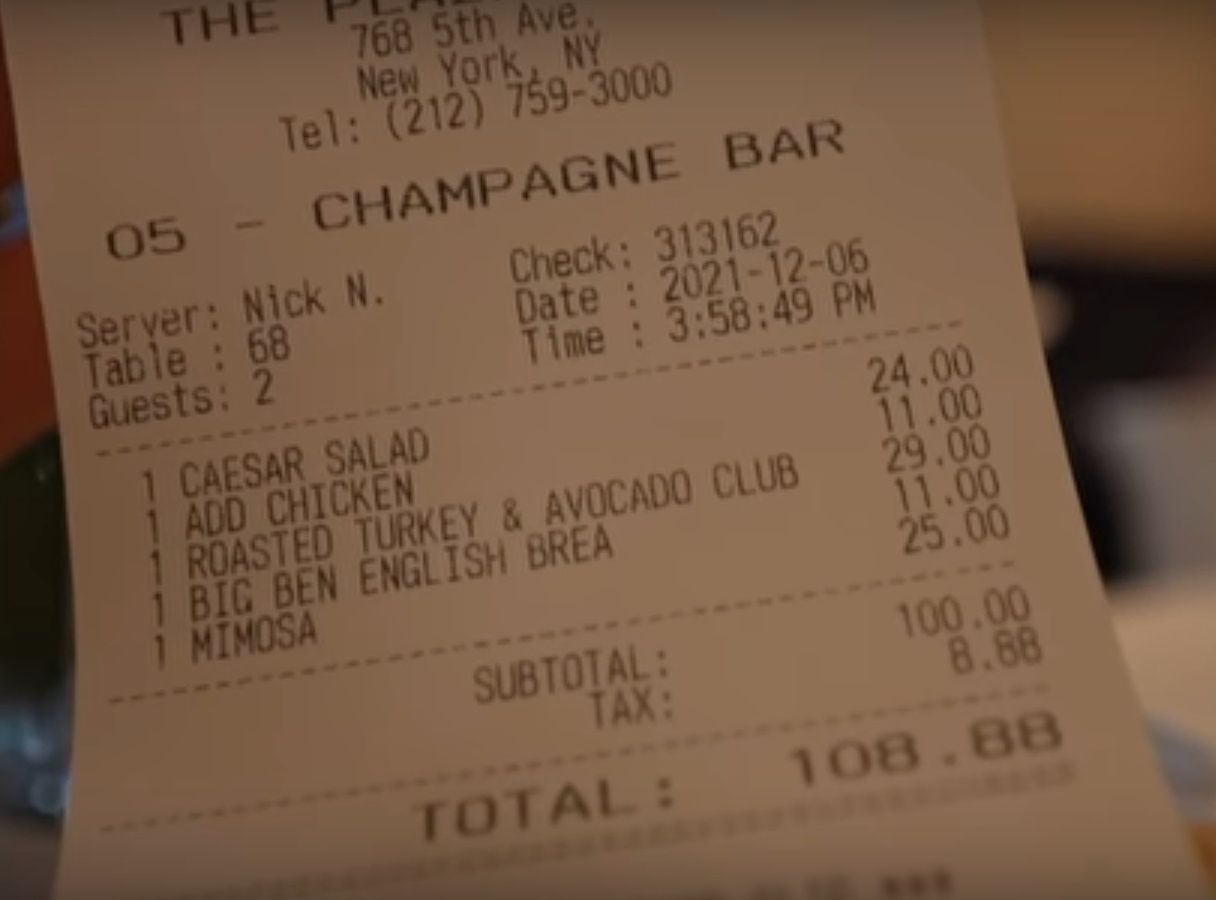 THE
768 5th Ave.
New York, NY
Tel: (212) 759-3000
05 - CHAMPAGNE BAR
Server: Nick N. Check: 313162
Table : 68 Date : 2021-12-06
Guests: 2 Time : 3:58:49 PM
1 CAESAR SALAD 24.00
1 ADD CHICKEN 11.00
1 ROASTED TURKEY & AVOCADO CLUB 29.00
1 BIG BEN ENGLISH BREA 11.00
1 MIMOSA 25.00
SUBTOTAL: 100.00
TAX: 8.88
TOTAL: 108.88